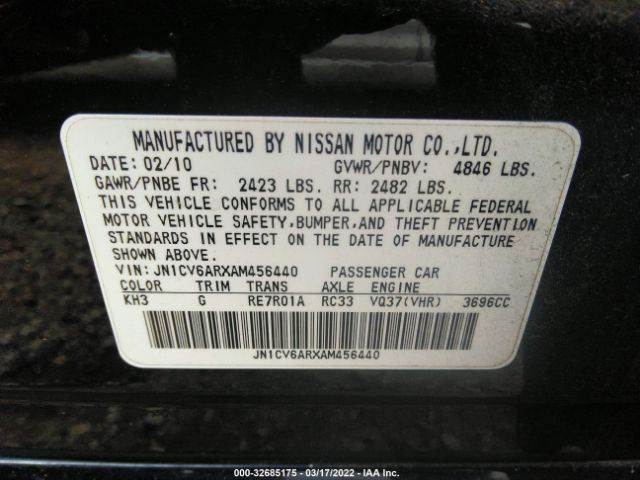 MANUFACTURED BY NISSAN MOTOR CO.,LTD.
DATE: 02/10 GVWR/PNBV: 4846 LBS.
GAWR/PNBE FR: 2423 LBS. RR: 2482 LBS.
THIS VEHICLE CONFORMS TO ALL APPLICABLE FEDERAL
MOTOR VEHICLE SAFETY,BUMPER,AND THEFT PREVENTION
STANDARDS IN EFFECT ON THE DATE OF MANUFACTURE
SHOWN ABOVE.
VIN: JN1CV6ARXAM456440 PASSENGER CAR
COLOR TRIM TRANS AXLE ENGINE
KH3 G RE7R01A RC33 VQ37(VHR) 3696CC
JN1CV6ARXAM456440
© 000-32685175 - 03/17/2022 - IAA Inc.